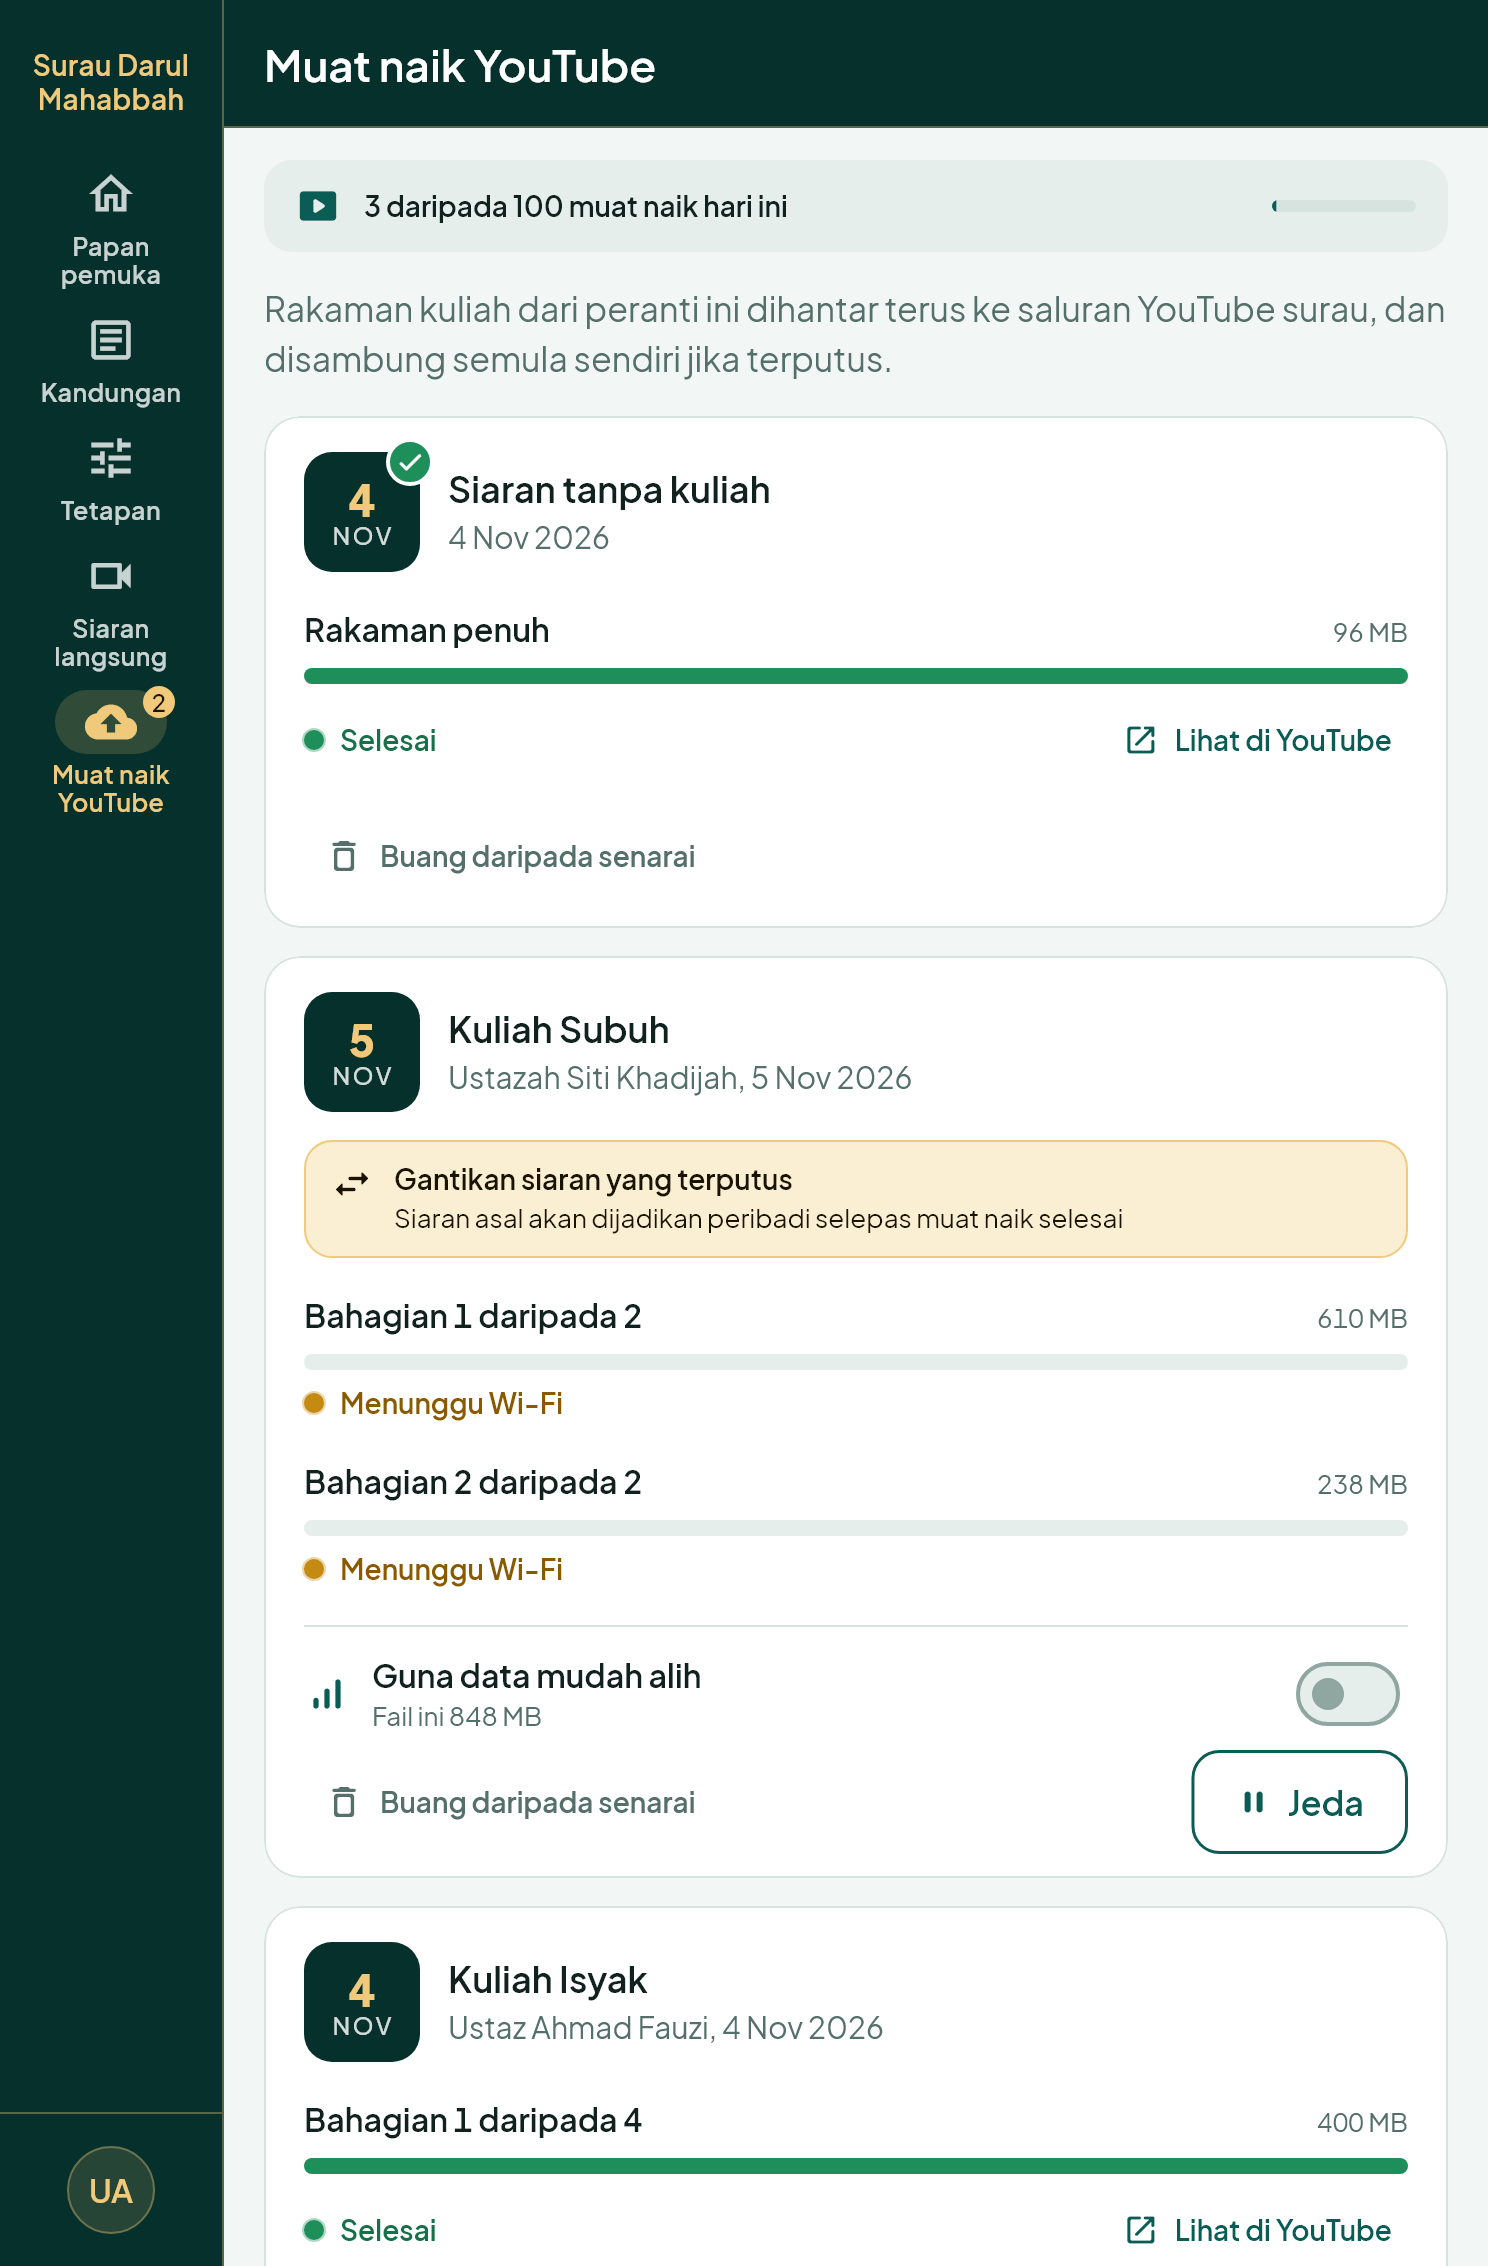 Surau Darul
Mahabbah
Papan
pemuka
Kandungan
Tetapan
Siaran
langsung
2
Muat naik
YouTube
UA
Muat naik YouTube
3 daripada 100 muat naik hari ini
Rakaman kuliah dari peranti ini dihantar terus ke saluran YouTube surau, dan
disambung semula sendiri jika terputus.
4
NOV
Siaran tanpa kuliah
4 Nov 2026
Rakaman penuh
96 MB
Selesai
Lihat di YouTube
Buang daripada senarai
5
NOV
Kuliah Subuh
Ustazah Siti Khadijah, 5 Nov 2026
Gantikan siaran yang terputus
Siaran asal akan dijadikan peribadi selepas muat naik selesai
Bahagian 1 daripada 2
610 MB
Menunggu Wi-Fi
Bahagian 2 daripada 2
238 MB
Menunggu Wi-Fi
Guna data mudah alih
Fail ini 848 MB
Buang daripada senarai
Jeda
4
NOV
Kuliah Isyak
Ustaz Ahmad Fauzi, 4 Nov 2026
Bahagian 1 daripada 4
400 MB
Selesai
Lihat di YouTube